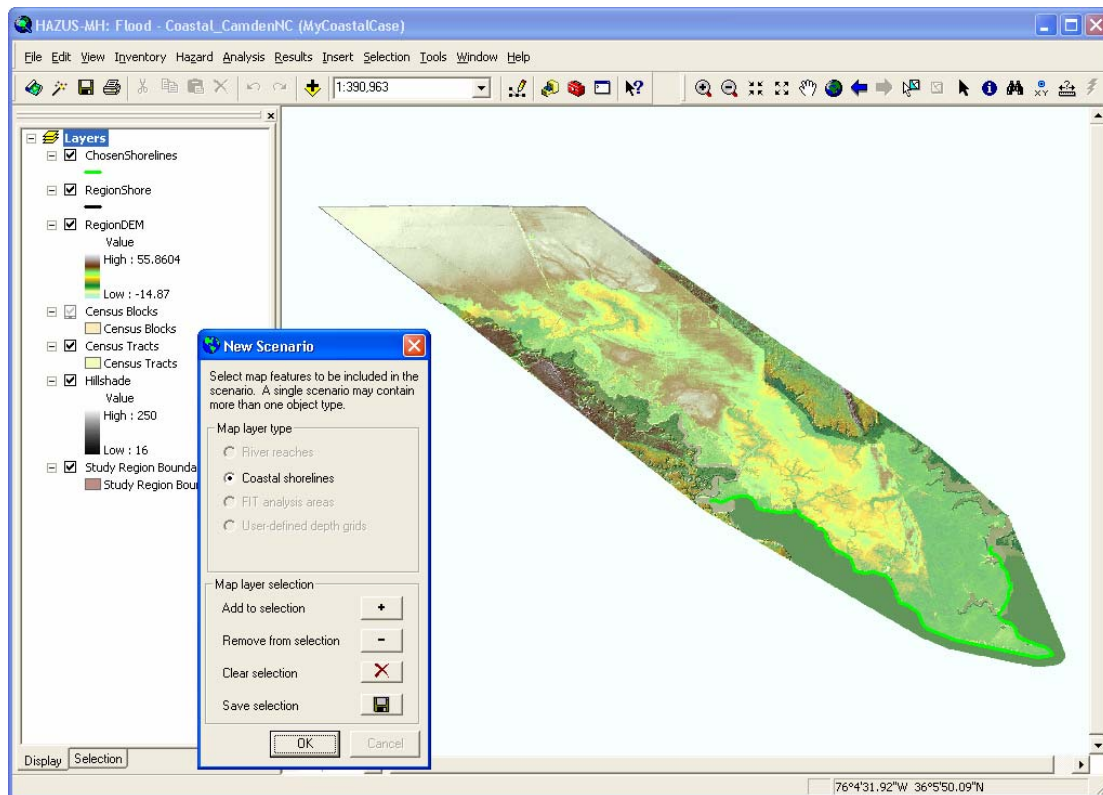 HAZUS-MH: Flood - Coastal_CamdenNC (MyCoastalCase)
File Edit View Inventory Hazard Analysis Results Insert Selection Tools Window Help
1:390,963
XY
Layers
ChosenShorelines
RegionShore
RegionDEM
Value
High : 55.8604
Low : -14.87
Census Blocks
Census Blocks
Census Tracts
Census Tracts
Hillshade
Value
High : 250
Low : 16
Study Region Bounda
Study Region Bour
Display Selection
New Scenario
Select map features to be included in the
scenario. A single scenario may contain
more than one object type.
Map layer type
River reaches
Coastal shorelines
FIT analysis areas
User-defined depth grids
Map layer selection
Add to selection +
Remove from selection -
Clear selection
Save selection
OK Cancel
76°4'31.92"W 36°5'50.09"N